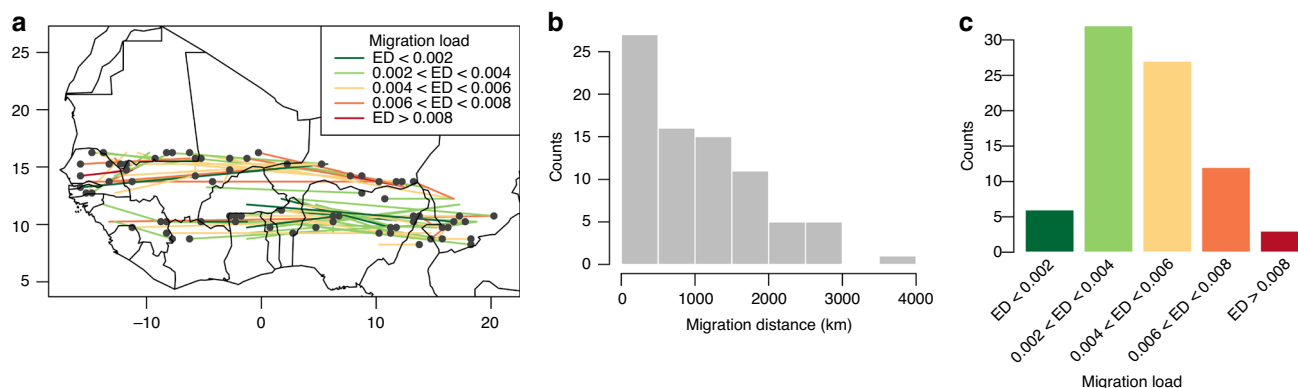 a
Migration load
ED < 0.002
0.002 < ED < 0.004
0.004 < ED < 0.006
0.006 < ED < 0.008
ED > 0.008
25
20
15
10
5
−10
0
10
20
b
Counts
25
20
15
10
5
0
0
1000
2000
3000
4000
Migration distance (km)
c
Counts
30
25
20
15
10
5
0
ED < 0.002
0.002 < ED < 0.004
0.004 < ED < 0.006
0.006 < ED < 0.008
ED > 0.008
Migration load